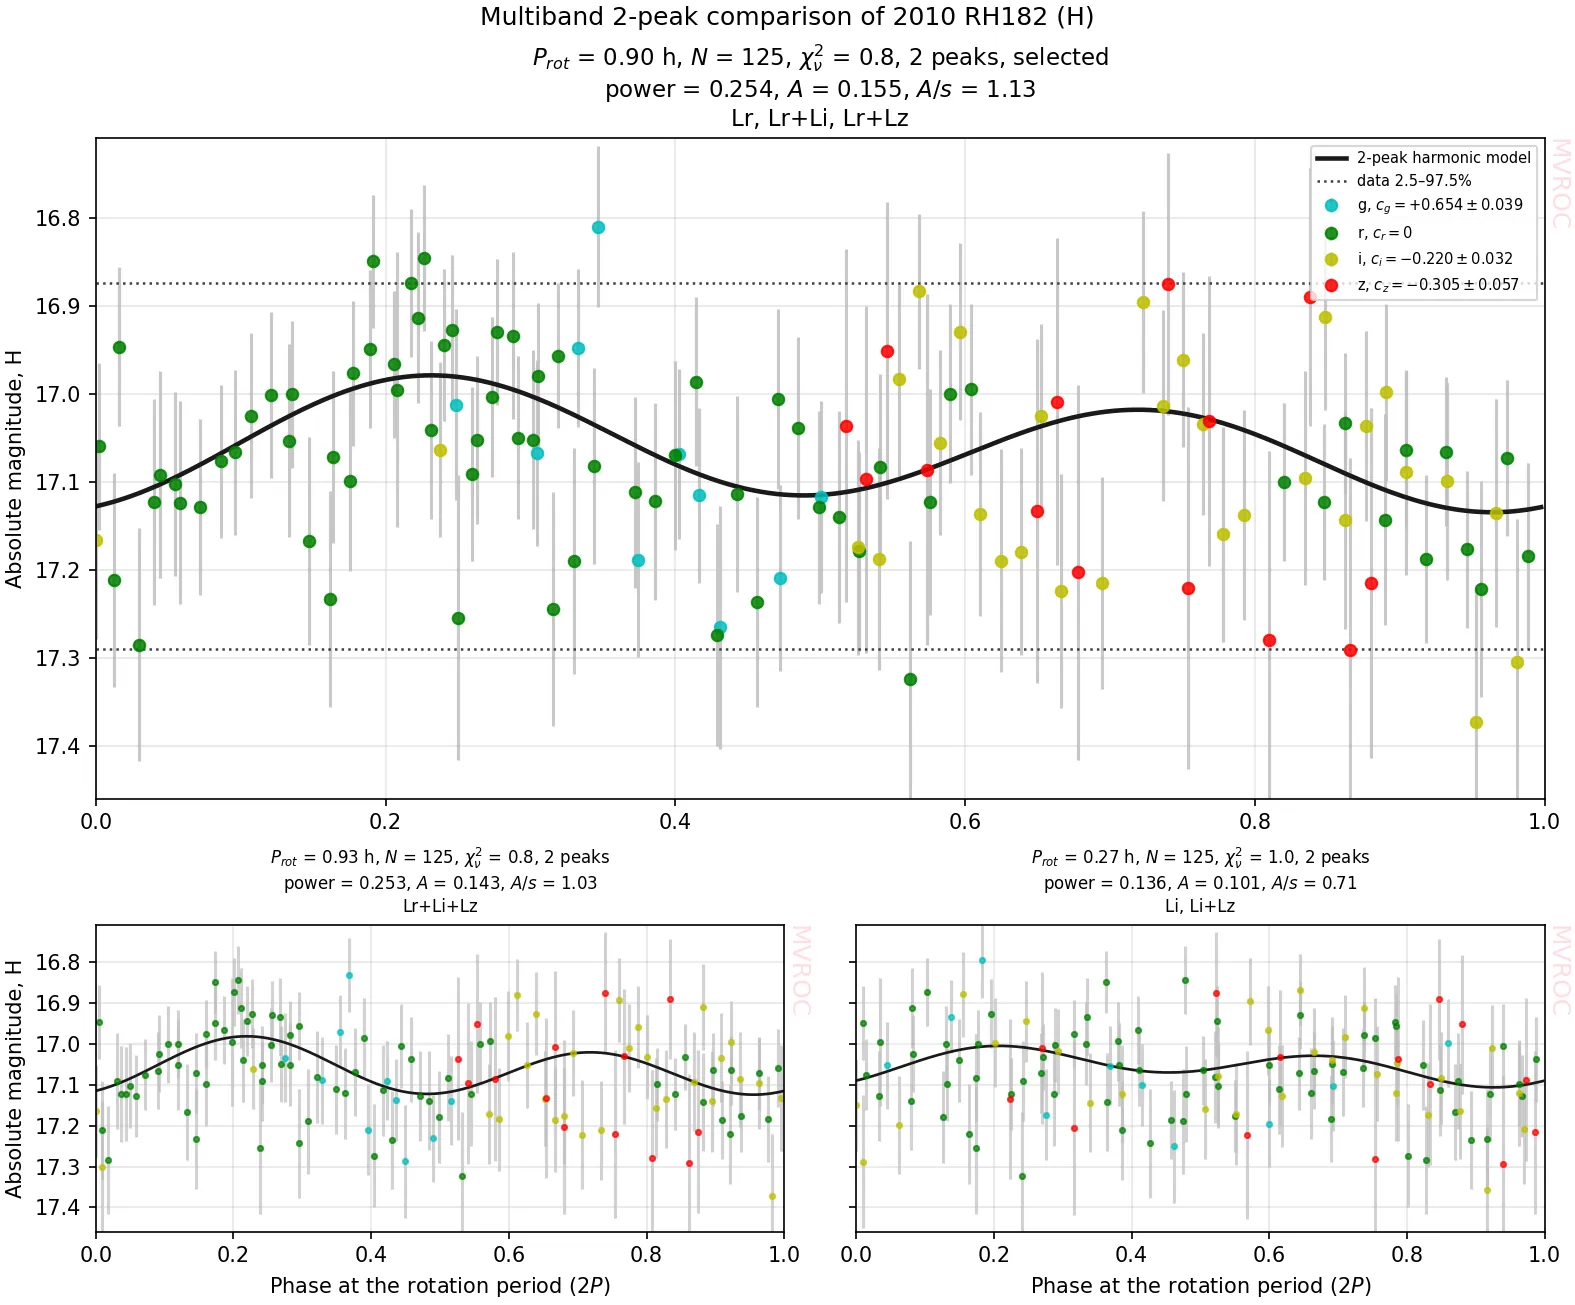 Multiband 2-peak comparison of 2010 RH182 (H)
P_rot = 0.90 h, N = 125, χ²_ν = 0.8, 2 peaks, selected
power = 0.254, A = 0.155, A/s = 1.13
Lr, Lr+Li, Lr+Lz
MVROC
2-peak harmonic model
data 2.5–97.5%
g, c_g = +0.654 ± 0.039
r, c_r = 0
i, c_i = −0.220 ± 0.032
z, c_z = −0.305 ± 0.057
Absolute magnitude, H
16.8
16.9
17.0
17.1
17.2
17.3
17.4
0.0 0.2 0.4 0.6 0.8 1.0
P_rot = 0.93 h, N = 125, χ²_ν = 0.8, 2 peaks
power = 0.253, A = 0.143, A/s = 1.03
Lr+Li+Lz
MVROC
Absolute magnitude, H
16.8
16.9
17.0
17.1
17.2
17.3
17.4
0.0 0.2 0.4 0.6 0.8 1.0
Phase at the rotation period (2P)
P_rot = 0.27 h, N = 125, χ²_ν = 1.0, 2 peaks
power = 0.136, A = 0.101, A/s = 0.71
Li, Li+Lz
MVROC
0.0 0.2 0.4 0.6 0.8 1.0
Phase at the rotation period (2P)